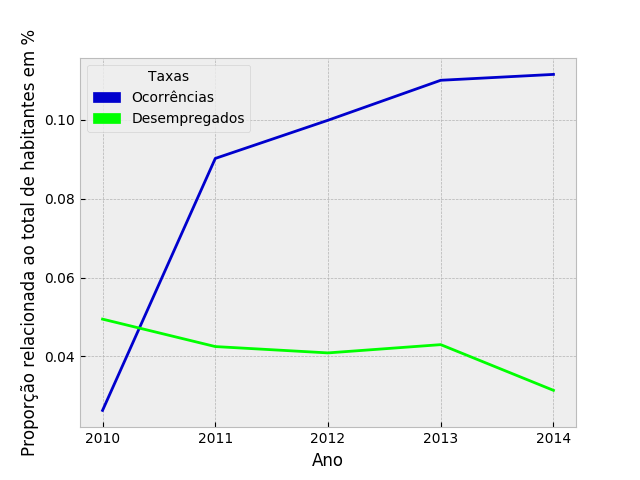 Proporção relacionada ao total de habitantes em %
Taxas
Ocorrências
Desempregados
0.10
0.08
0.06
0.04
2010 2011 2012 2013 2014
Ano